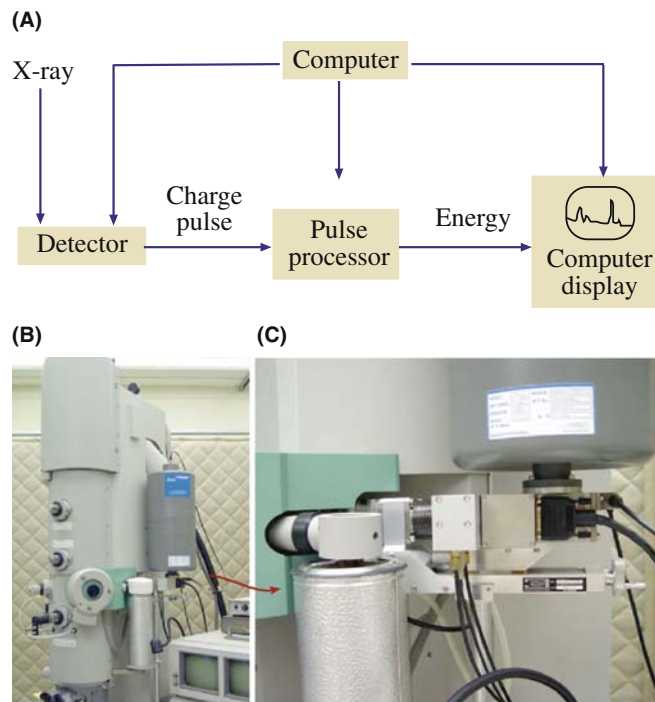 (A)
X-ray
Computer
Charge
pulse
Detector
Pulse
processor
Energy
Computer
display
(B)
(C)